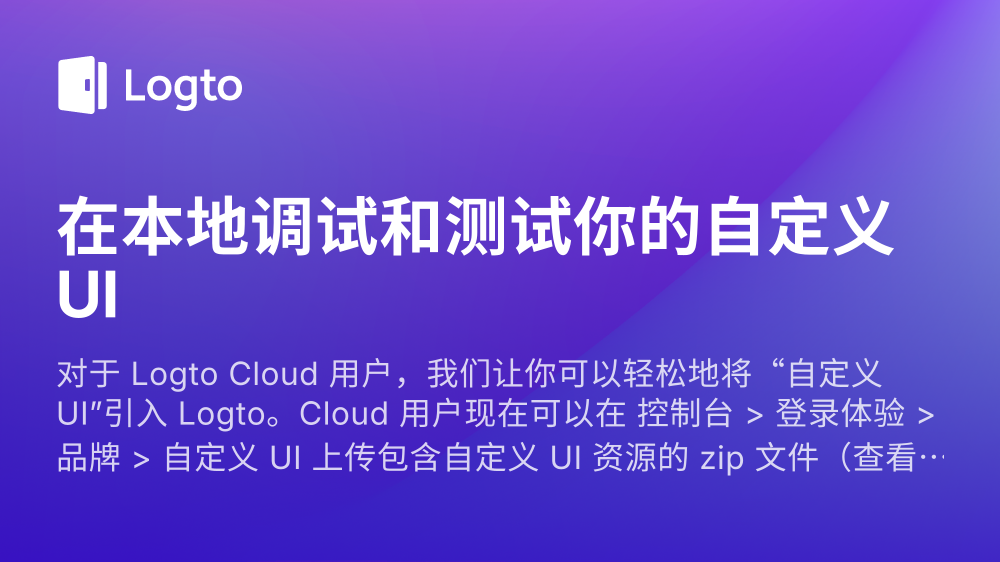 Logto
在本地调试和测试你的自定义
UI
对于 Logto Cloud 用户，我们让你可以轻松地将“自定义
UI”引入 Logto。Cloud 用户现在可以在 控制台 > 登录体验 >
品牌 > 自定义 UI 上传包含自定义 UI 资源的 zip 文件（查看…